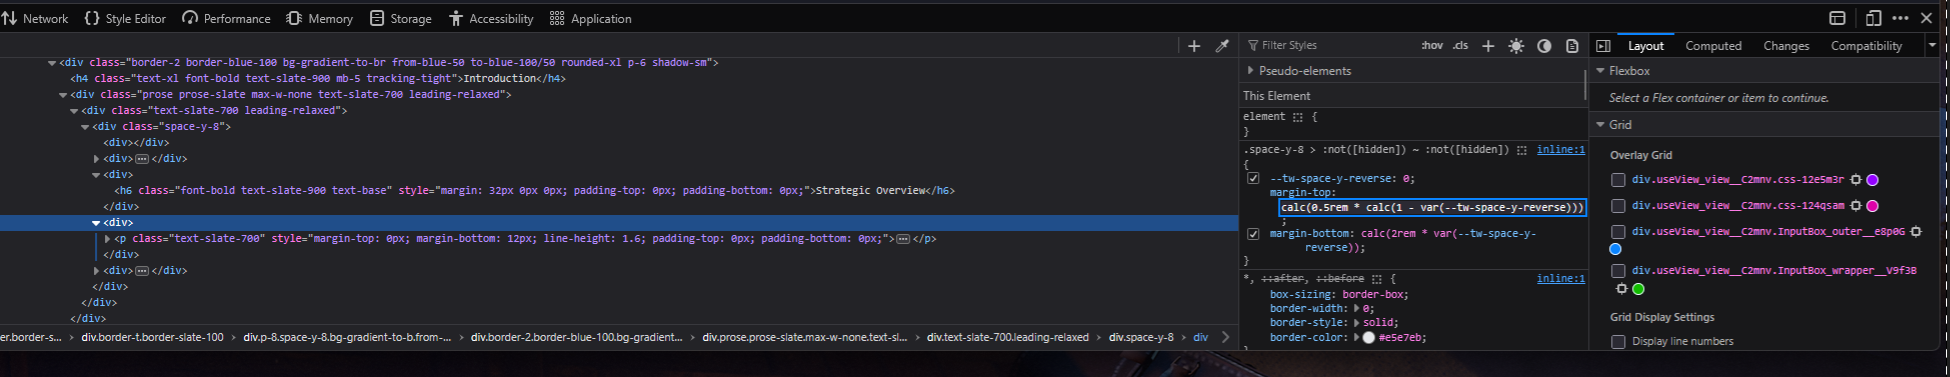 Network Style Editor Performance Memory Storage Accessibility Application
Filter Styles :hov .cls Layout Computed Changes Compatibility
<div class="border-2 border-blue-100 bg-gradient-to-br from-blue-50 to-blue-100/50 rounded-xl p-6 shadow-sm">
<h4 class="text-xl font-bold text-slate-900 mb-5 tracking-tight">Introduction</h4>
<div class="prose prose-slate max-w-none text-slate-700 leading-relaxed">
<div class="text-slate-700 leading-relaxed">
<div class="space-y-8">
<div></div>
<div> </div>
<div>
<h6 class="font-bold text-slate-900 text-base" style="margin: 32px 0px 0px; padding-top: 0px; padding-bottom: 0px;">Strategic Overview</h6>
</div>
<div>
<p class="text-slate-700" style="margin-top: 0px; margin-bottom: 12px; line-height: 1.6; padding-top: 0px; padding-bottom: 0px;"> </p>
</div>
<div> </div>
</div>
</div>
</div>
er.border-s... div.border-t.border-slate-100 div.p-8.space-y-8.bg-gradient-to-b.from-... div.border-2.border-blue-100.bg-gradient... div.prose.prose-slate.max-w-none.text-sl... div.text-slate-700.leading-relaxed div.space-y-8 div
Pseudo-elements
This Element
element {
}
.space-y-8 > :not([hidden]) ~ :not([hidden]) inline:1
{
--tw-space-y-reverse: 0;
margin-top:
calc(0.5rem * calc(1 - var(--tw-space-y-reverse)))
;
margin-bottom: calc(2rem * var(--tw-space-y-
reverse));
}
*, ::after, ::before { inline:1
box-sizing: border-box;
border-width: 0;
border-style: solid;
border-color: #e5e7eb;
Flexbox
Select a Flex container or item to continue.
Grid
Overlay Grid
div.useView_view__C2mnv.css-12e5m3r
div.useView_view__C2mnv.css-124qsam
div.useView_view__C2mnv.InputBox_outer__e8p0G
div.useView_view__C2mnv.InputBox_wrapper__V9f3B
Grid Display Settings
Display line numbers